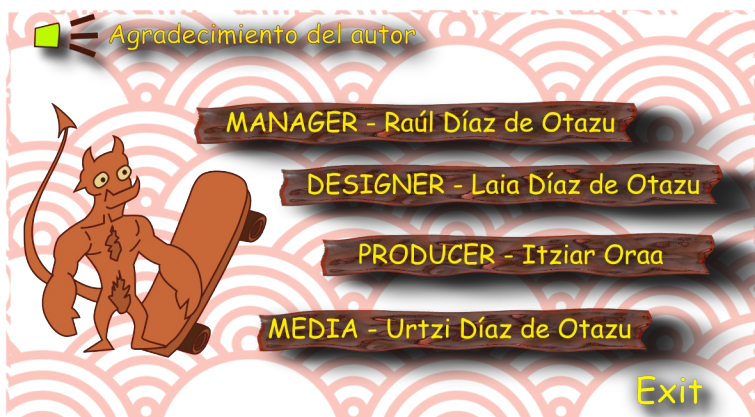 Agradecimiento del autor
MANAGER - Raúl Díaz de Otazu
DESIGNER - Laia Díaz de Otazu
PRODUCER - Itziar Oraa
MEDIA - Urtzi Díaz de Otazu
Exit